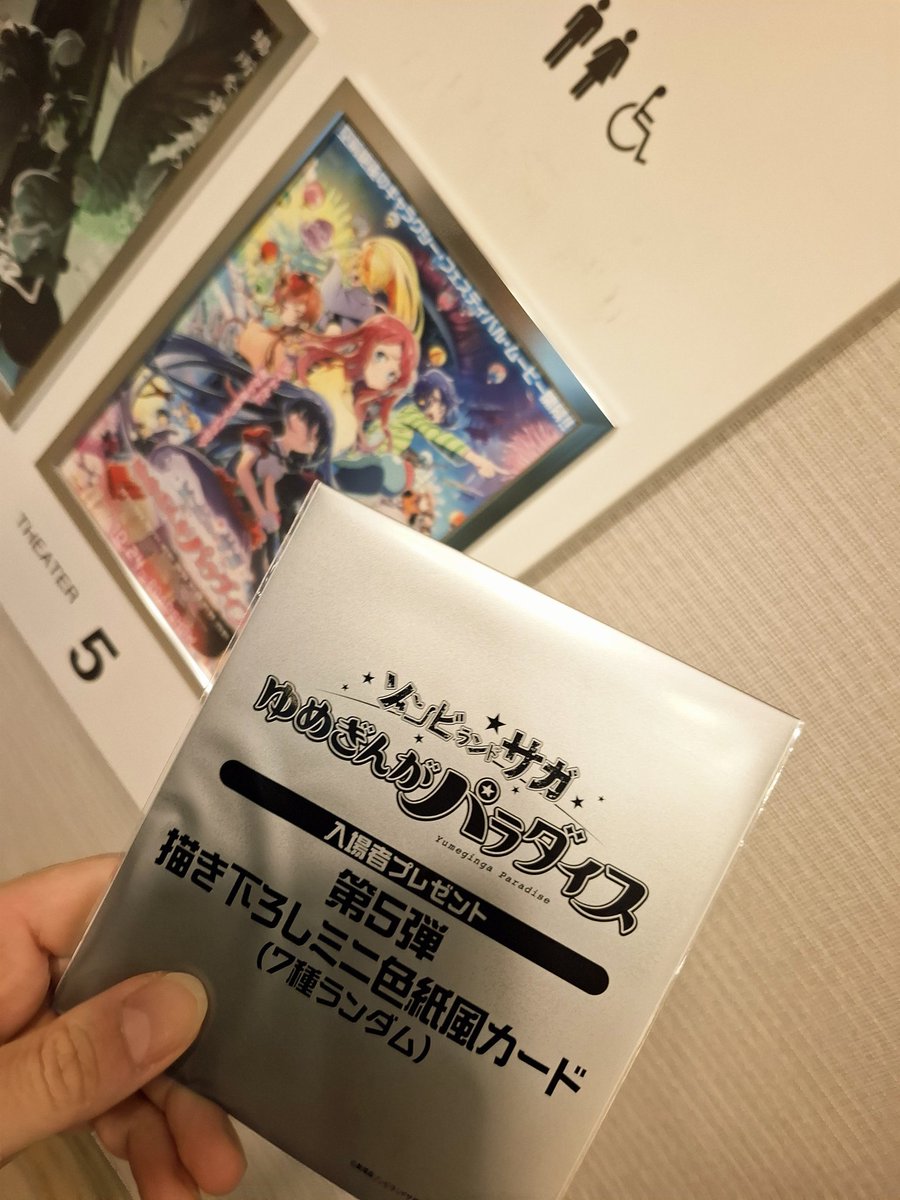 THEATER
5
ゾンビランドサガ
ゆめぎんがパラダイス
Yumeginga Paradise
入場者プレゼント
第5弾
描き下ろしミニ色紙風カード
(7種ランダム)